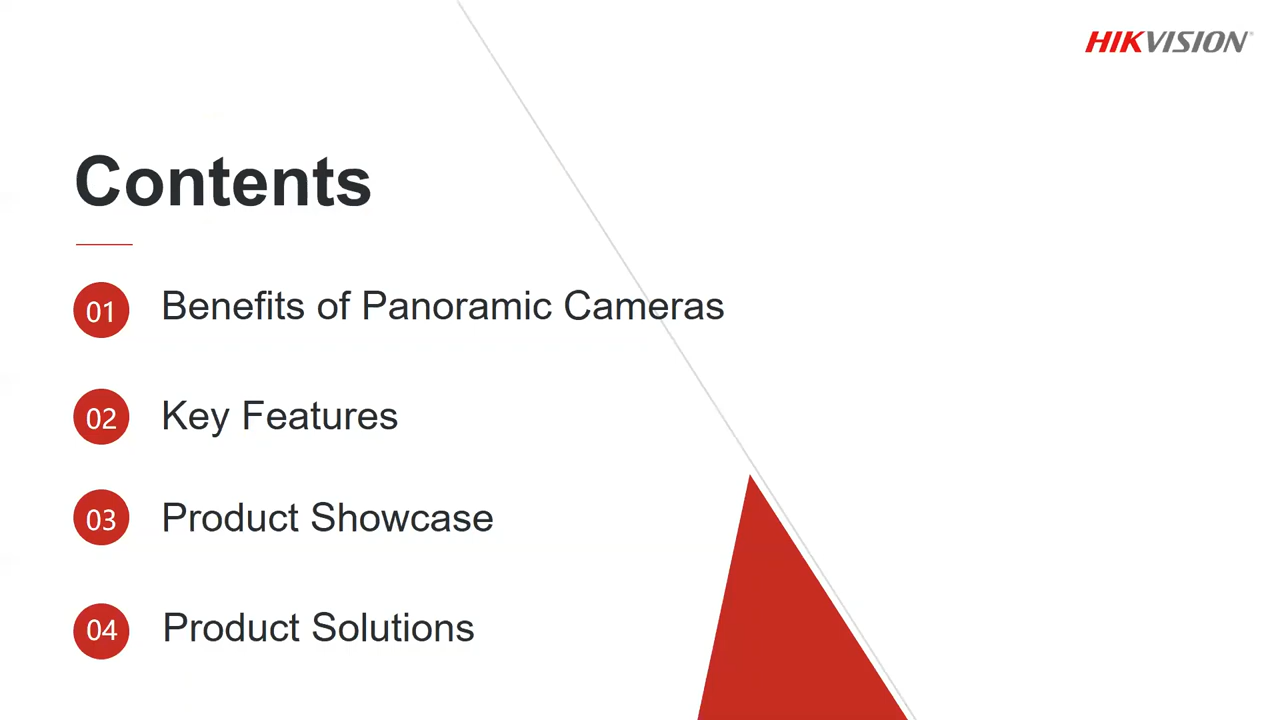 HIKVISION
Contents
01 Benefits of Panoramic Cameras
02 Key Features
03 Product Showcase
04 Product Solutions